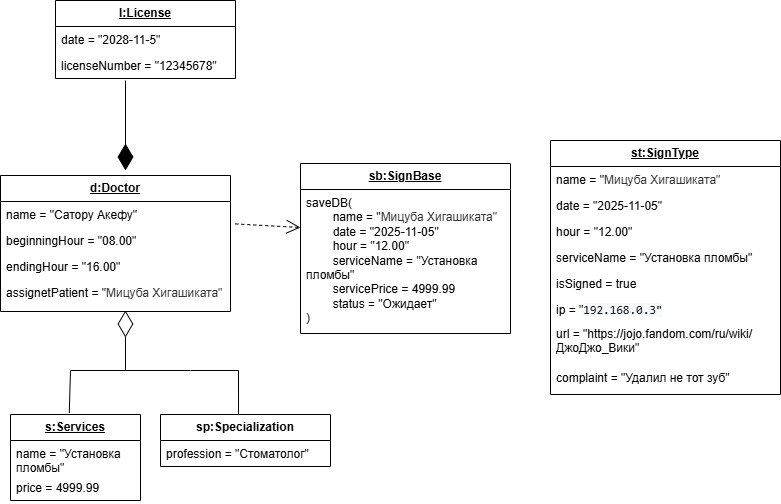 l:License
date = "2028-11-5"
licenseNumber = "12345678"
d:Doctor
name = "Сатору Акефу"
beginningHour = "08.00"
endingHour = "16.00"
assignetPatient = "Мицуба Хигашиката"
sb:SignBase
saveDB(
name = "Мицуба Хигашиката"
date = "2025-11-05"
hour = "12.00"
serviceName = "Установка
пломбы"
servicePrice = 4999.99
status = "Ожидает"
)
st:SignType
name = "Мицуба Хигашиката"
date = "2025-11-05"
hour = "12.00"
serviceName = "Установка пломбы"
isSigned = true
ip = "192.168.0.3"
url = "https://jojo.fandom.com/ru/wiki/
ДжоДжо_Вики"
complaint = "Удалил не тот зуб"
s:Services
name = "Установка
пломбы"
price = 4999.99
sp:Specialization
profession = "Стоматолог"